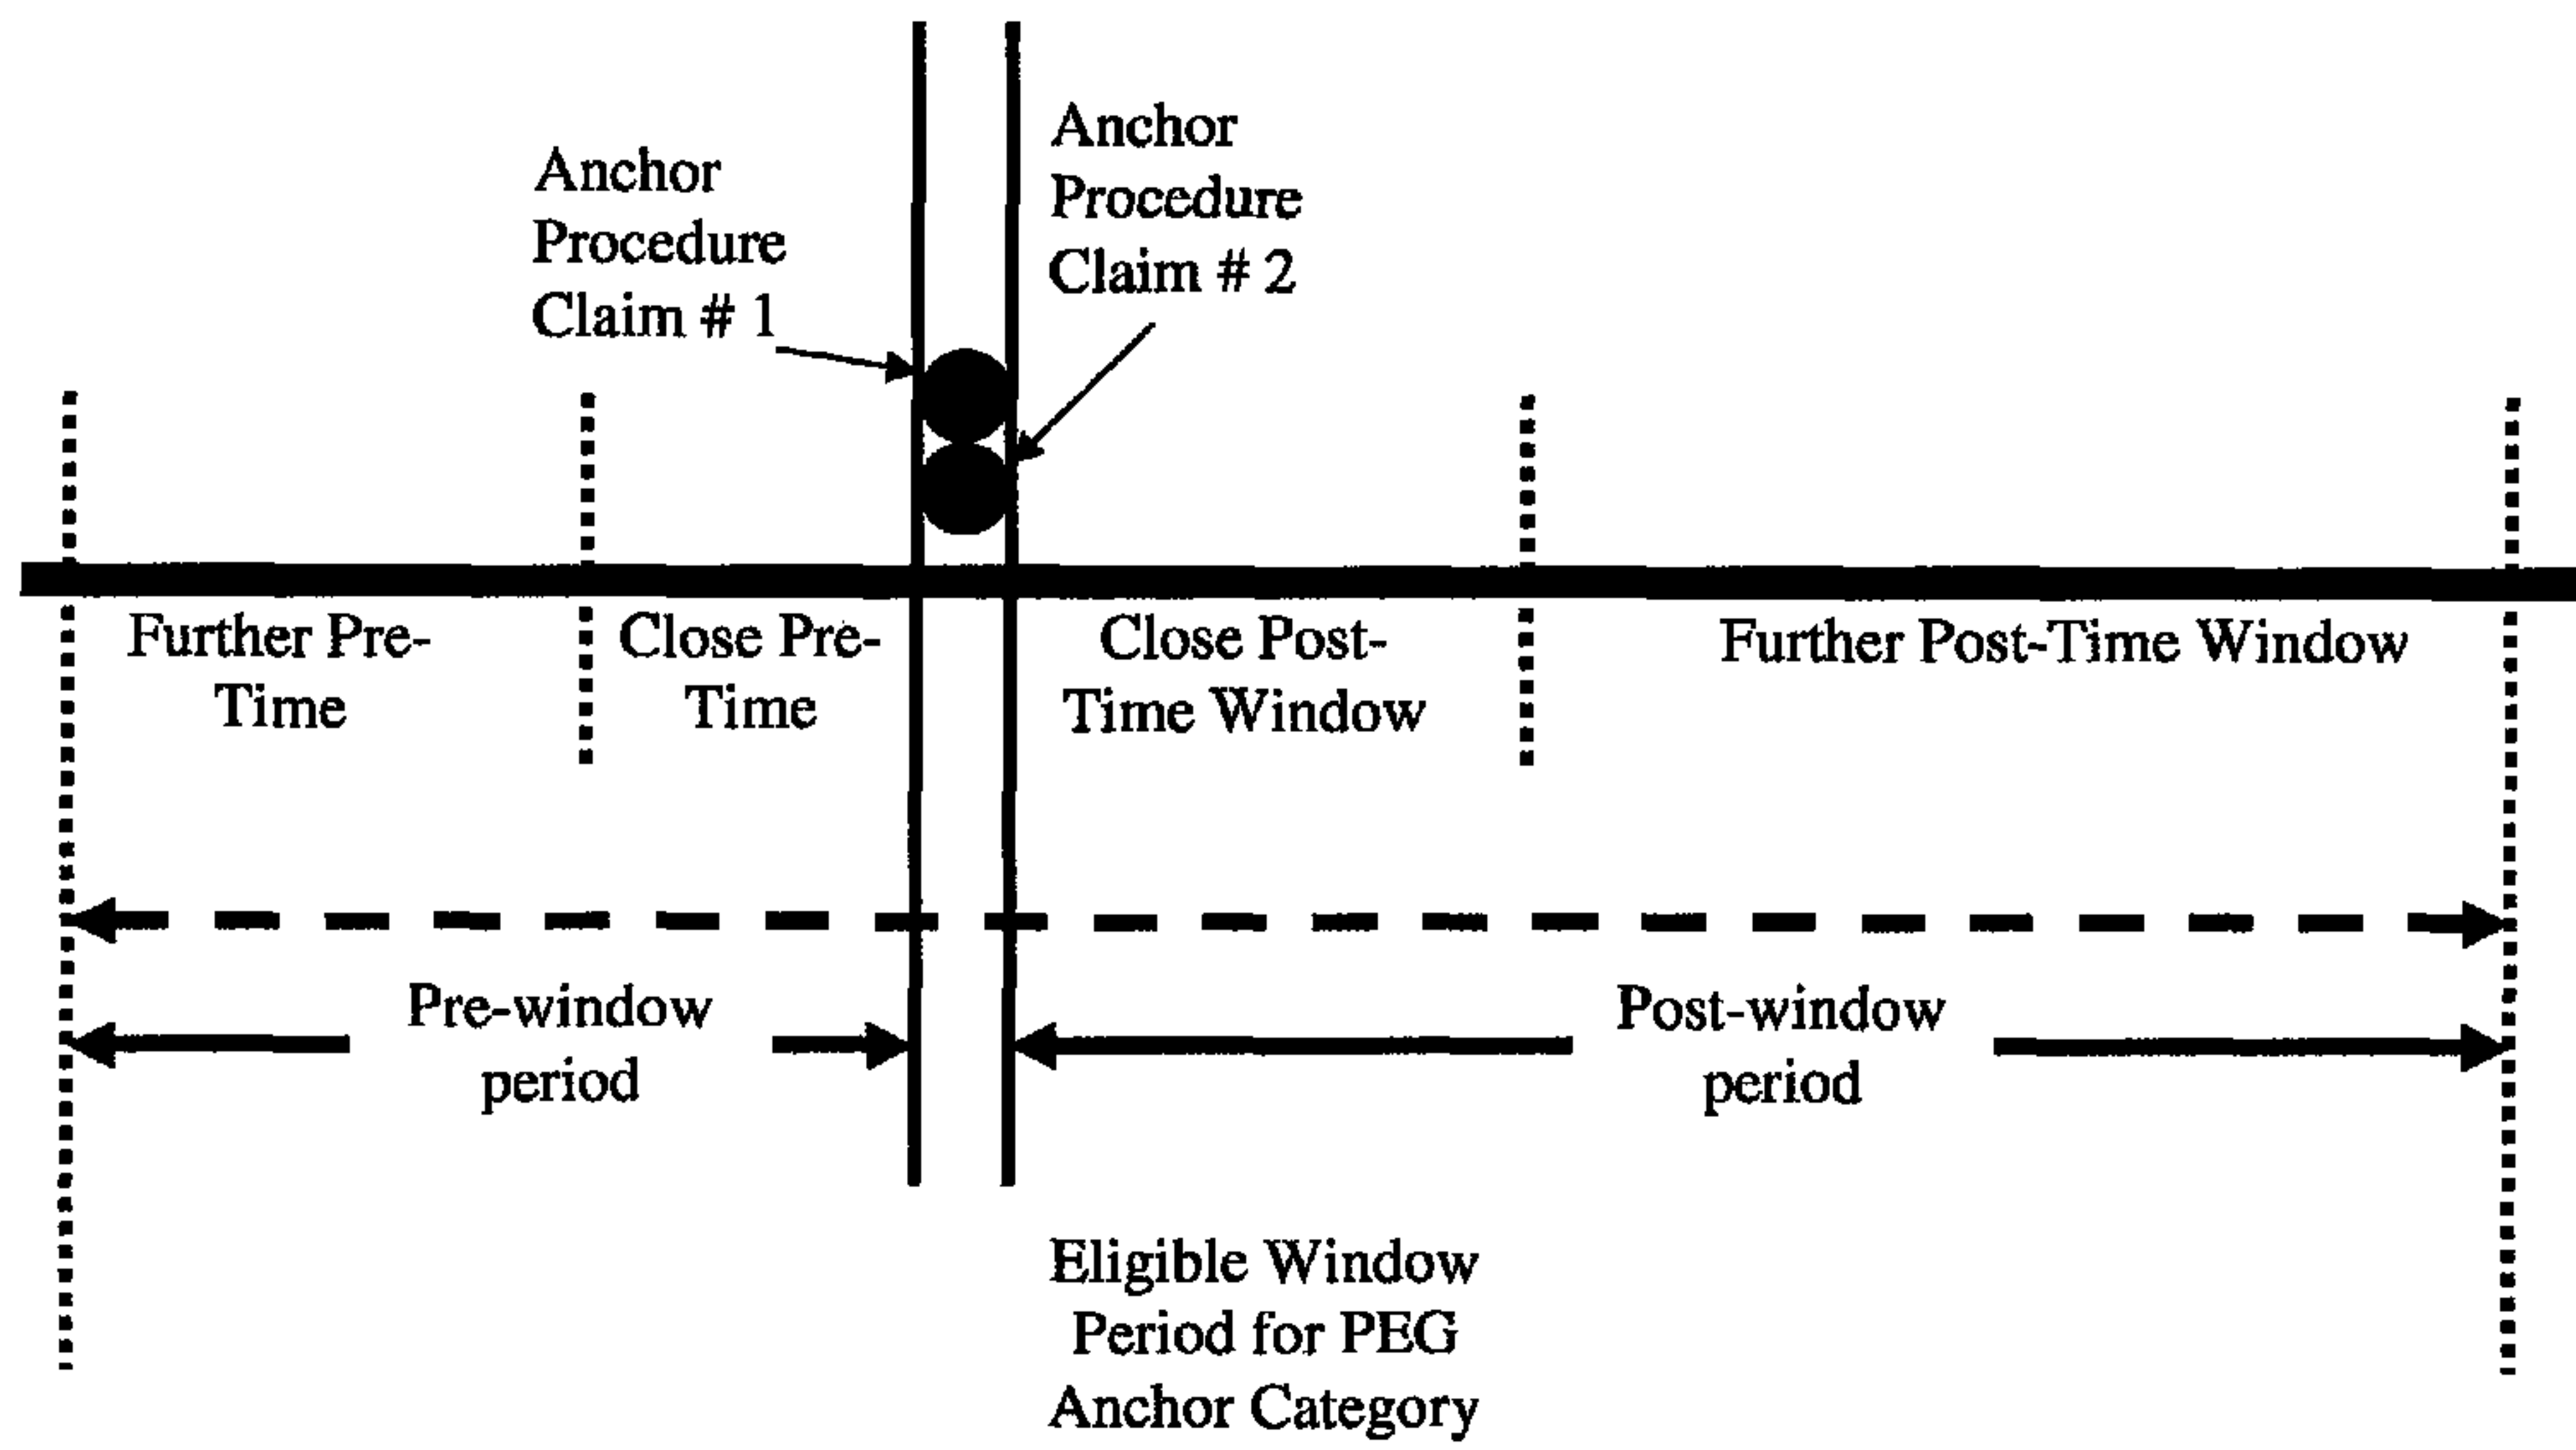 Anchor
Procedure
Claim # 1
Anchor
Procedure
Claim # 2
Further Pre-
Time
Close Pre-
Time
Close Post-
Time Window
Further Post-Time Window
Pre-window
period
Post-window
period
Eligible Window
Period for PEG
Anchor Category